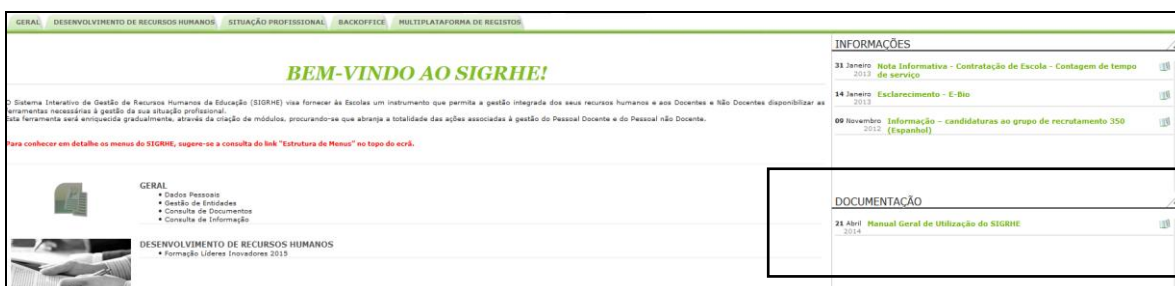 GERAL DESENVOLVIMENTO DE RECURSOS HUMANOS SITUAÇÃO PROFISSIONAL BACKOFFICE MULTIPLATAFORMA DE REGISTOS
BEM-VINDO AO SIGRHE!
O Sistema Interativo de Gestão de Recursos Humanos da Educação (SIGRHE) visa fornecer às Escolas um instrumento que permita a gestão integrada dos seus recursos humanos e aos Docentes e Não Docentes disponibilizar as
ferramentas necessárias à gestão da sua situação profissional.
Esta ferramenta será enriquecida gradualmente, através da criação de módulos, procurando-se que abranja a totalidade das ações associadas à gestão do Pessoal Docente e do Pessoal não Docente.
Para conhecer em detalhe os menus do SIGRHE, sugere-se a consulta do link "Estrutura de Menus" no topo do ecrã.
GERAL
• Dados Pessoais
• Gestão de Entidades
• Consulta de Documentos
• Consulta de Informação
DESENVOLVIMENTO DE RECURSOS HUMANOS
• Formação Líderes Inovadores 2015
INFORMAÇÕES
31 Janeiro Nota Informativa - Contratação de Escola - Contagem de tempo
2013 de serviço
14 Janeiro Esclarecimento - E-Bio
2013
09 Novembro Informação – candidaturas ao grupo de recrutamento 350
2012 (Espanhol)
DOCUMENTAÇÃO
21 Abril Manual Geral de Utilização do SIGRHE
2014